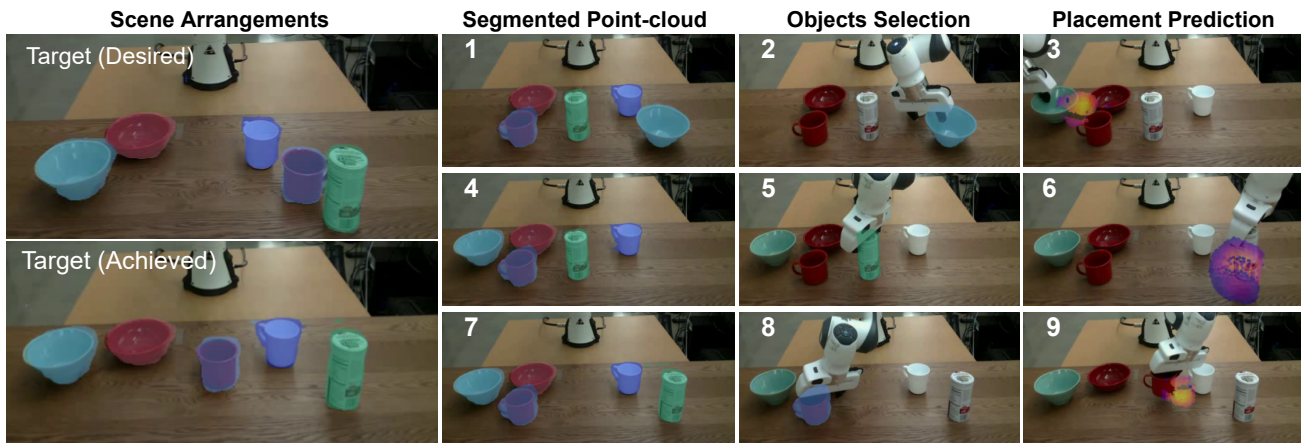 Scene Arrangements
Segmented Point-cloud
Objects Selection
Placement Prediction
Target (Desired)
Target (Achieved)
1
2
3
4
5
6
7
8
9